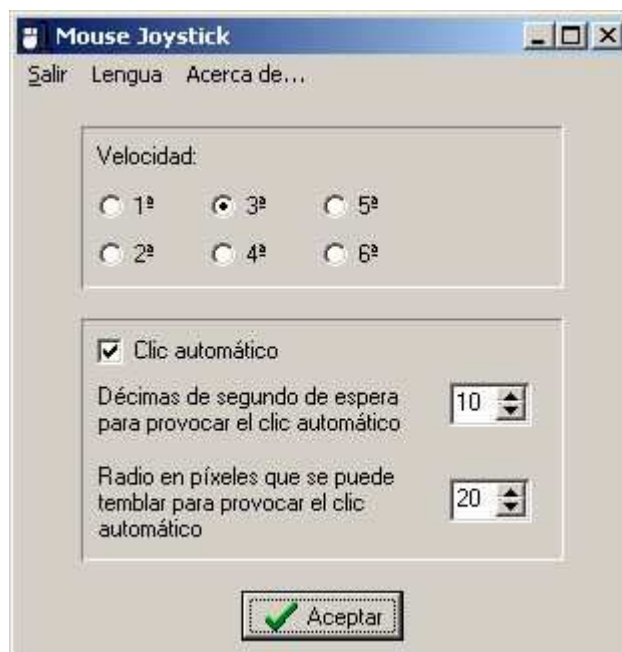 Mouse Joystick
Salir Lengua Acerca de...
Velocidad:
1ª 3ª 5ª
2ª 4ª 6ª
Clic automático
Décimas de segundo de espera
para provocar el clic automático
10
Radio en píxeles que se puede
temblar para provocar el clic
automático
20
Aceptar